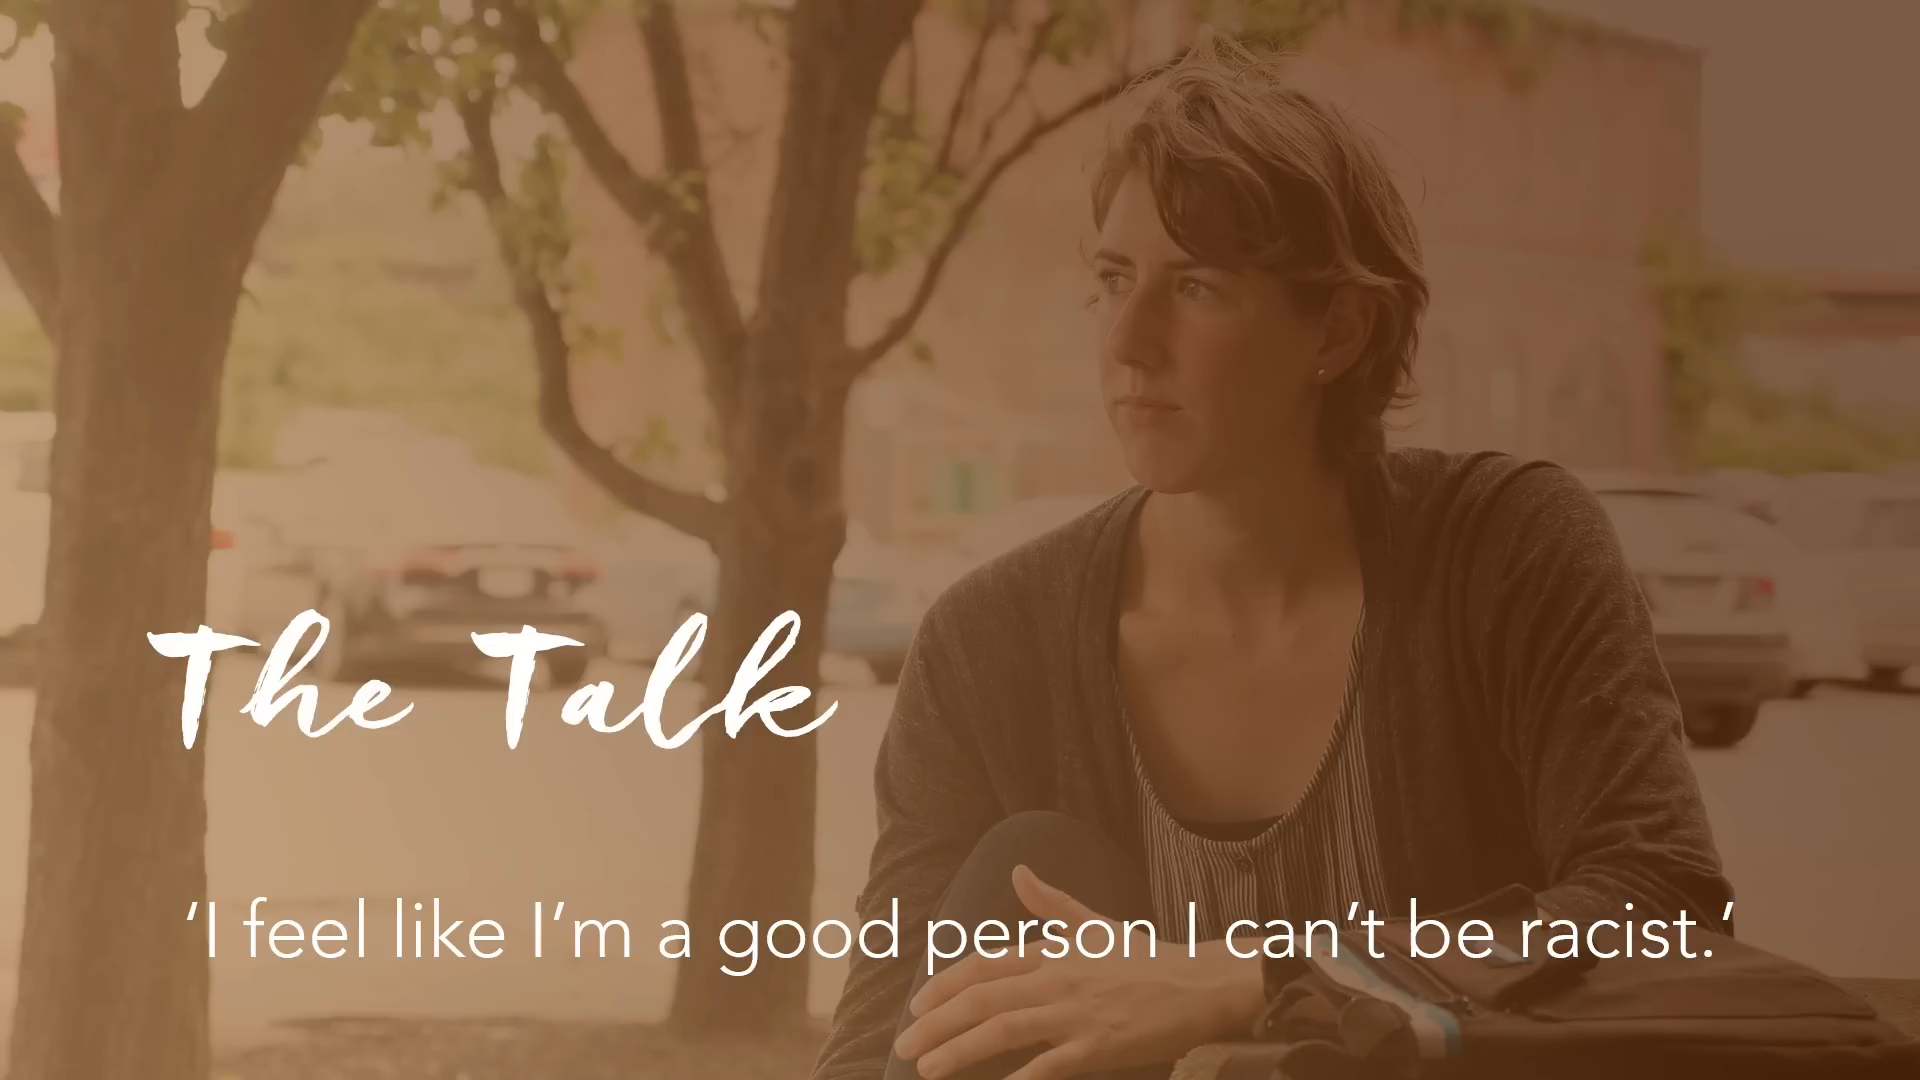 The Talk
‘I feel like I’m a good person I can’t be racist.’